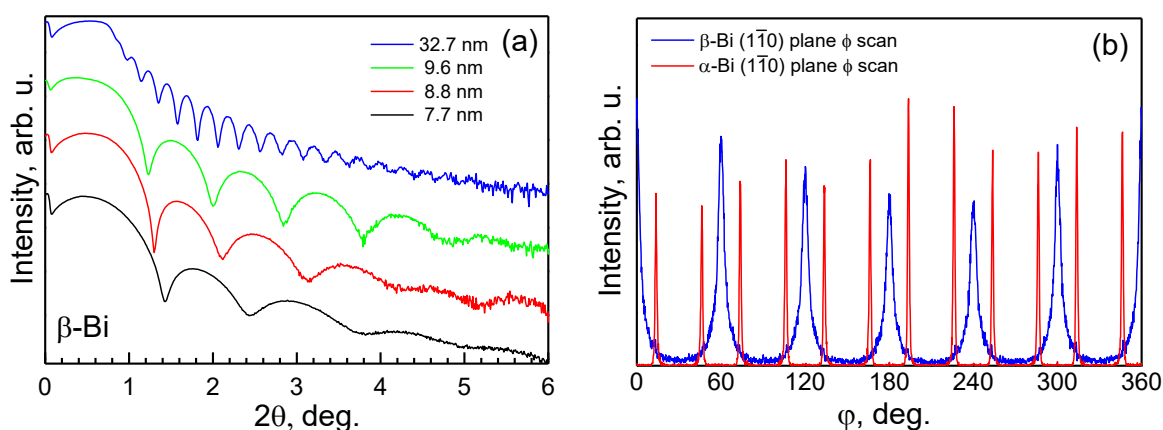 (a)
32.7 nm
9.6 nm
8.8 nm
7.7 nm
β-Bi
Intensity, arb. u.
0 1 2 3 4 5 6
2θ, deg.
(b)
β-Bi (11̅0) plane ϕ scan
α-Bi (11̅0) plane ϕ scan
Intensity, arb. u.
0 60 120 180 240 300 360
φ, deg.